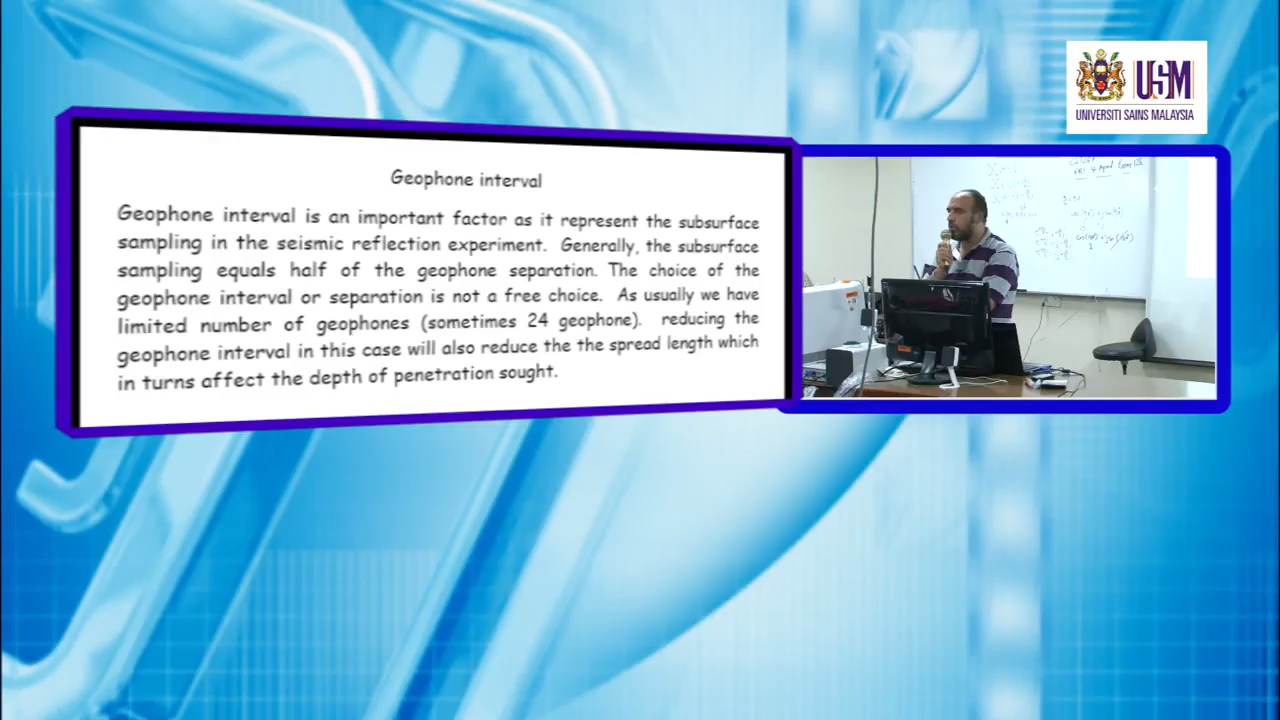 Geophone interval
Geophone interval is an important factor as it represent the subsurface
sampling in the seismic reflection experiment. Generally, the subsurface
sampling equals half of the geophone separation. The choice of the
geophone interval or separation is not a free choice. As usually we have
limited number of geophones (sometimes 24 geophone). reducing the
geophone interval in this case will also reduce the the spread length which
in turns affect the depth of penetration sought.
USM
UNIVERSITI SAINS MALAYSIA